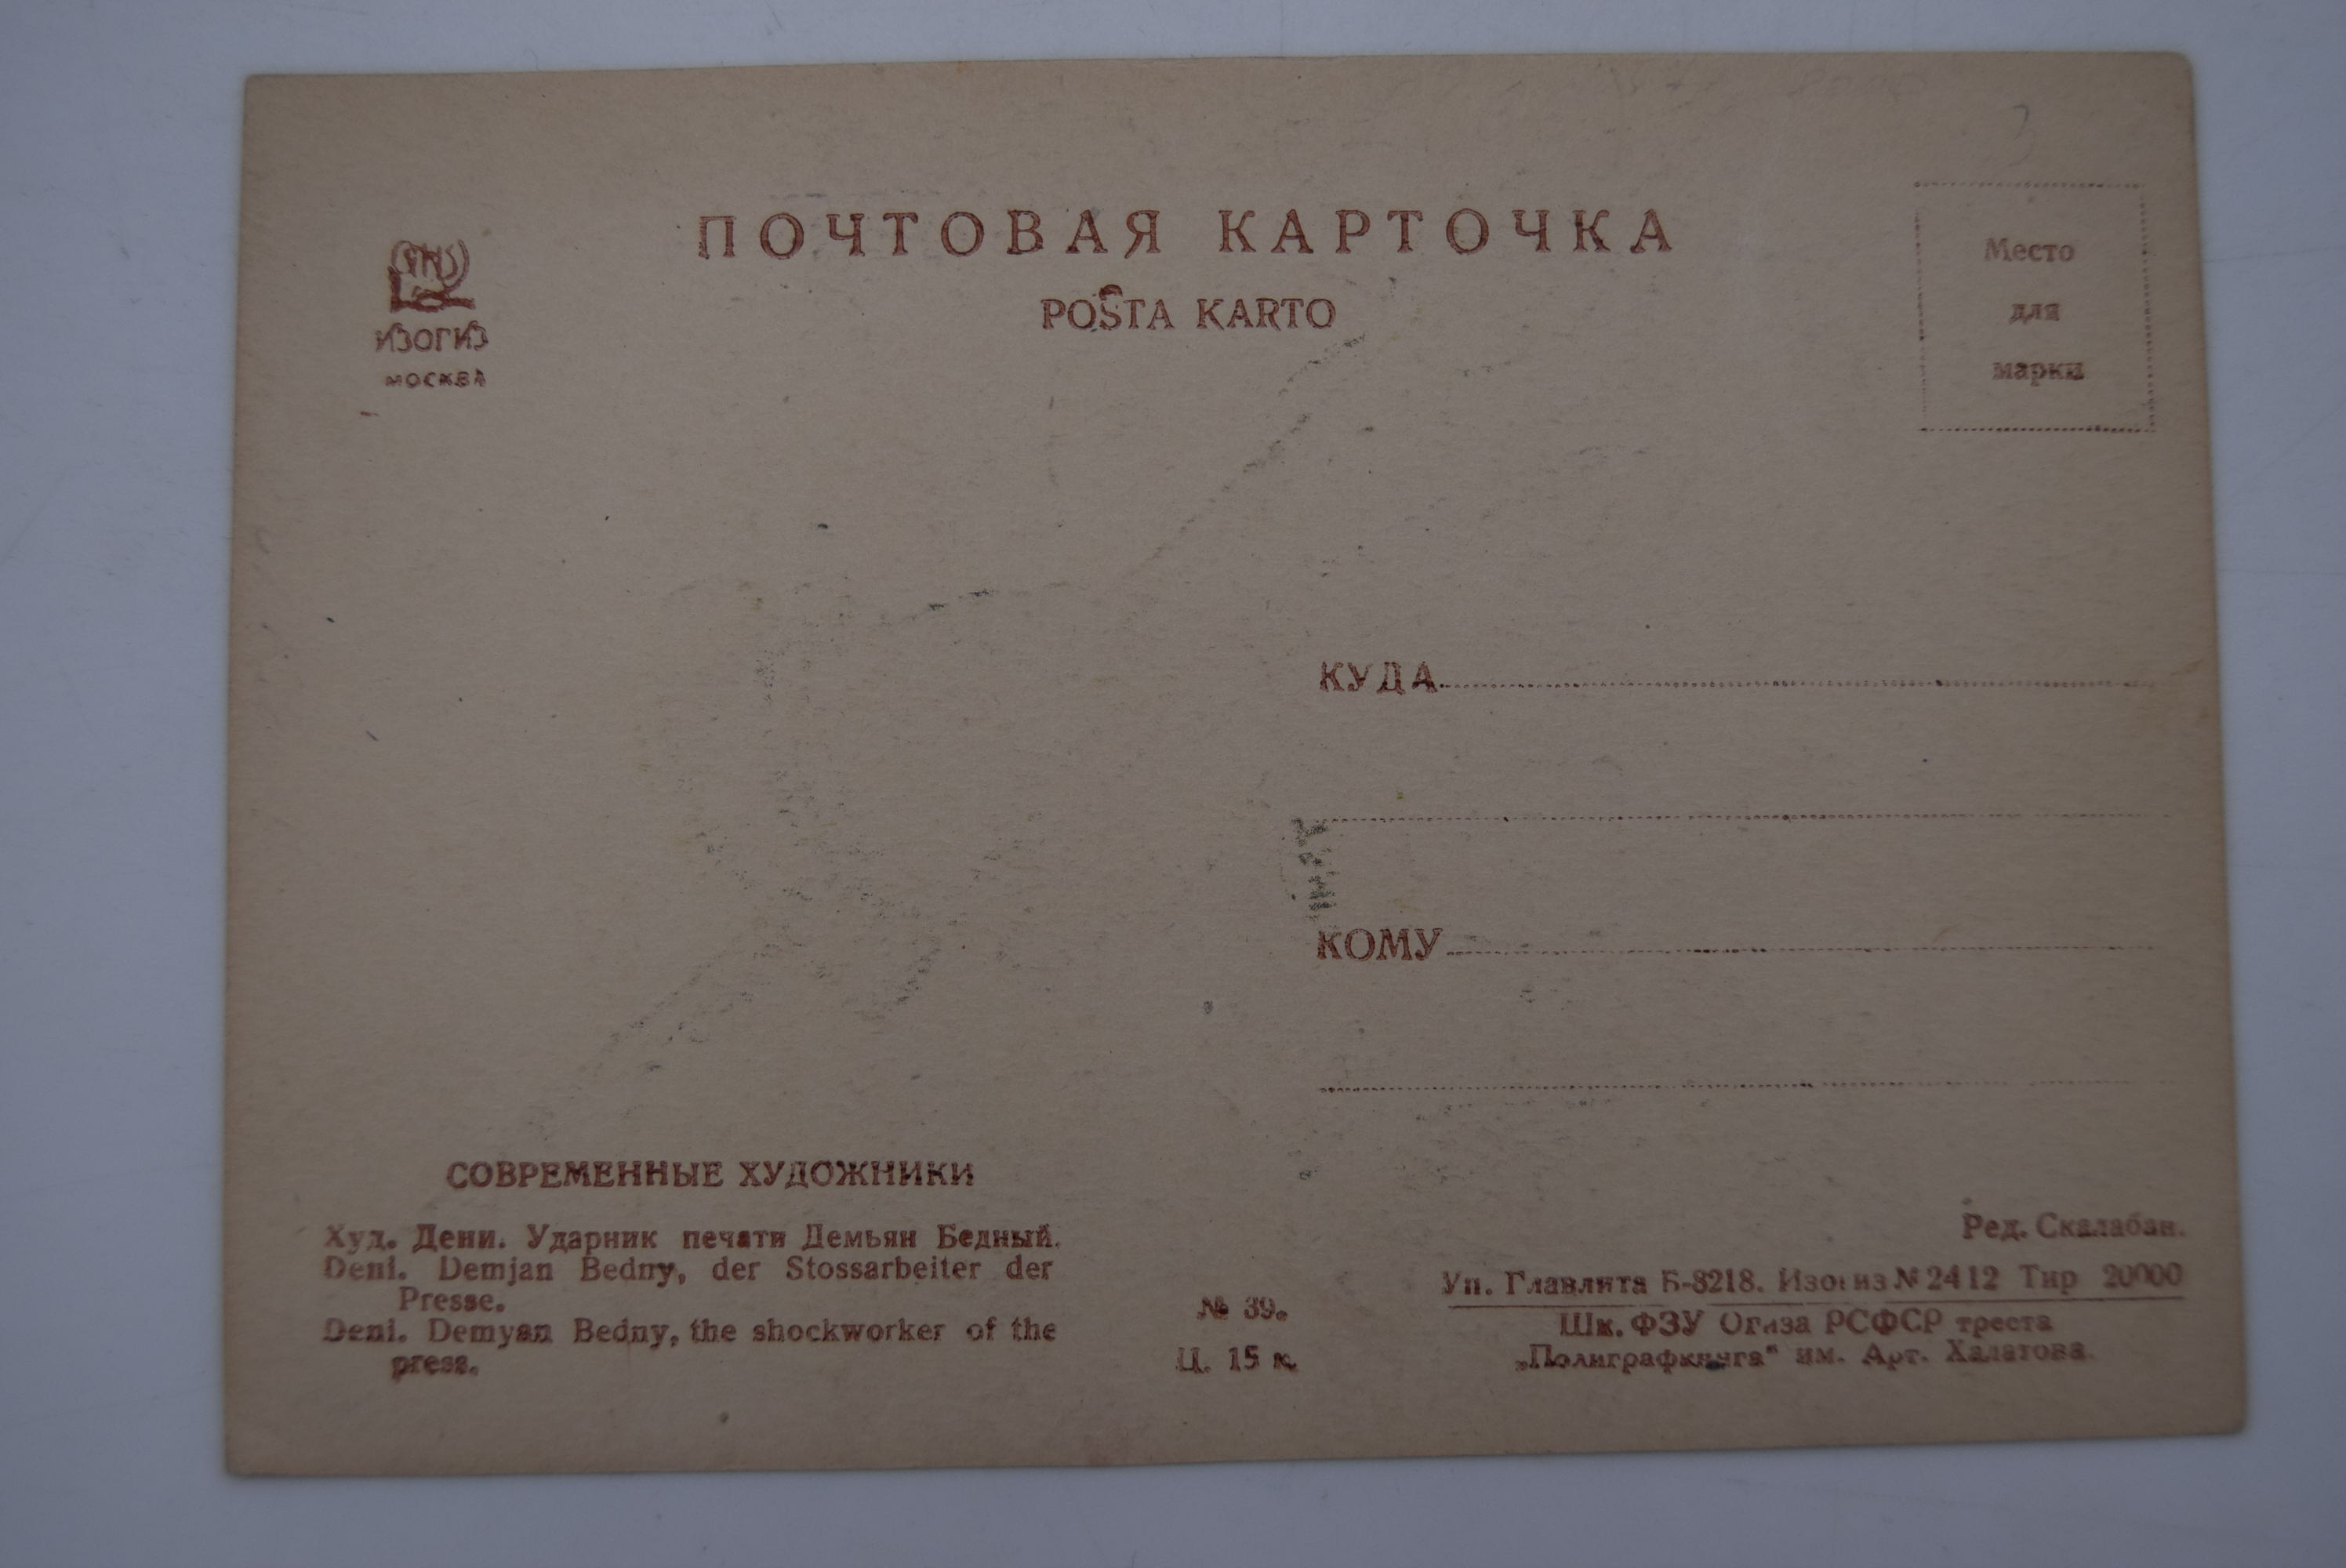 ПОЧТОВАЯ КАРТОЧКА
POŜTA KARTO
ИЗОГИЗ
МОСКВА
Место
для
марки
КУДА
КОМУ
СОВРЕМЕННЫЕ ХУДОЖНИКИ
Худ. Дени. Ударник печати Демьян Бедный.
Deni. Demjan Bedny, der Stossarbeiter der
Presse.
Deni. Demyan Bedny, the shockworker of the
press.
№ 39.
Ц. 15 к.
Ред. Скалабан.
Уп. Главлита Б-8218. Изогиз № 2412 Тир 20000
Шк. ФЗУ Огиза РСФСР треста
„Полиграфкнига" им. Арт. Халатова.